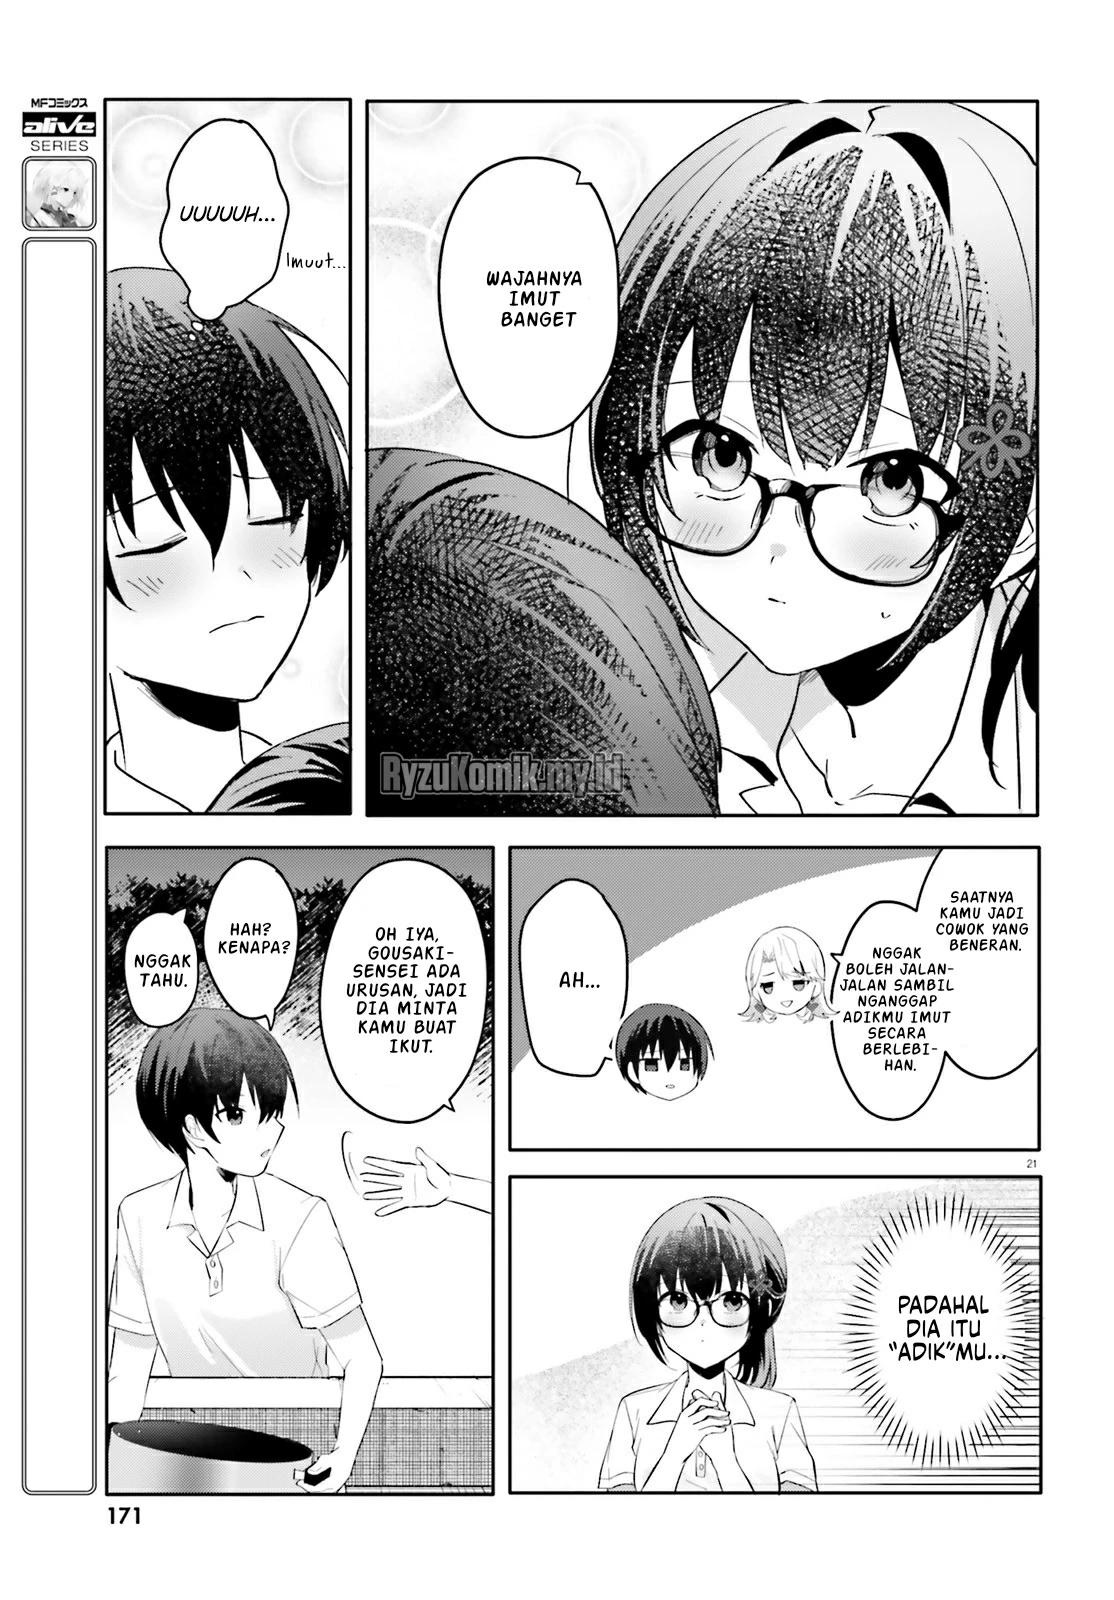 MFコミックス
alive
SERIES
WAJAHNYA
IMUT
BANGET
UUUUUH...
Imuut...
SAATNYA
KAMU JADI
COWOK YANG
BENERAN.
NGGAK
BOLEH JALAN-
JALAN SAMBIL
NGANGGAP
ADIKMU IMUT
SECARA
BERLEBI-
HAN.
AH...
21
PADAHAL
DIA ITU
“ADIK”MU...
OH IYA,
GOUSAKI-
SENSEI ADA
URUSAN, JADI
DIA MINTA
KAMU BUAT
IKUT.
HAH?
KENAPA?
NGGAK
TAHU.
RyzuKomik.my.id
171